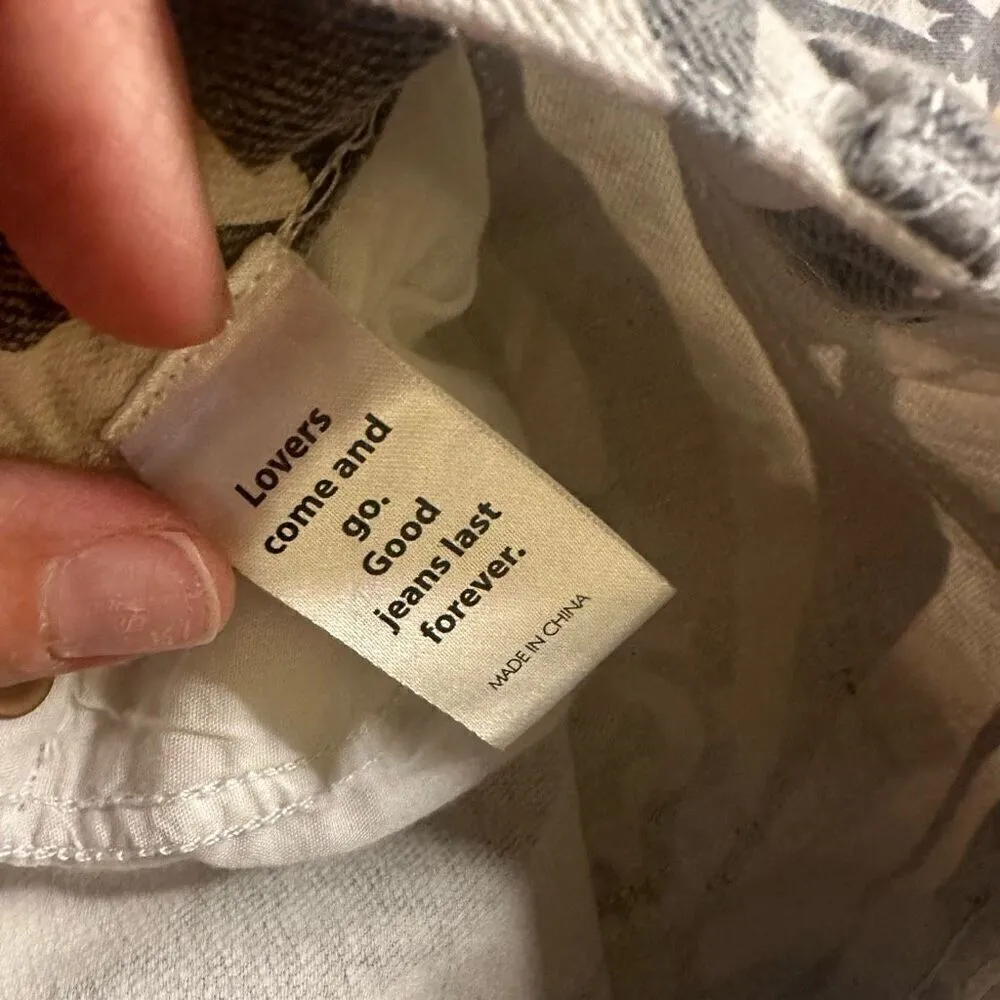 Lovers
come and
go.
Good
jeans last
forever.
MADE IN CHINA